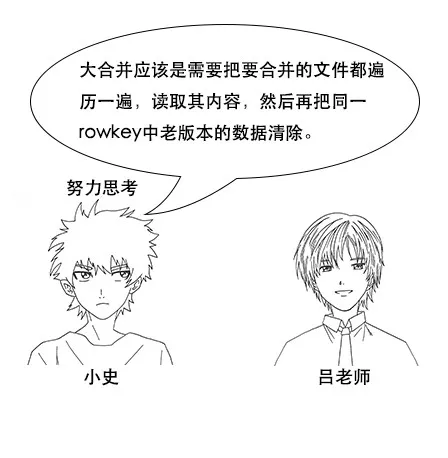 大合并应该是需要把要合并的文件都遍
历一遍，读取其内容，然后再把同一
rowkey中老版本的数据清除。
努力思考
小史
吕老师